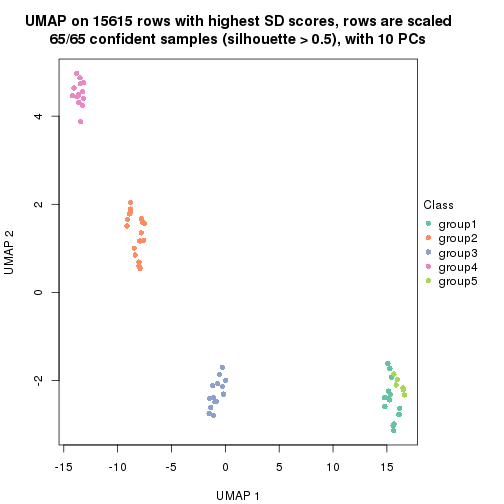 UMAP on 15615 rows with highest SD scores, rows are scaled
65/65 confident samples (silhouette > 0.5), with 10 PCs
4
2
0
-2
UMAP 2
-15
-10
-5
0
5
10
15
UMAP 1
Class
group1
group2
group3
group4
group5